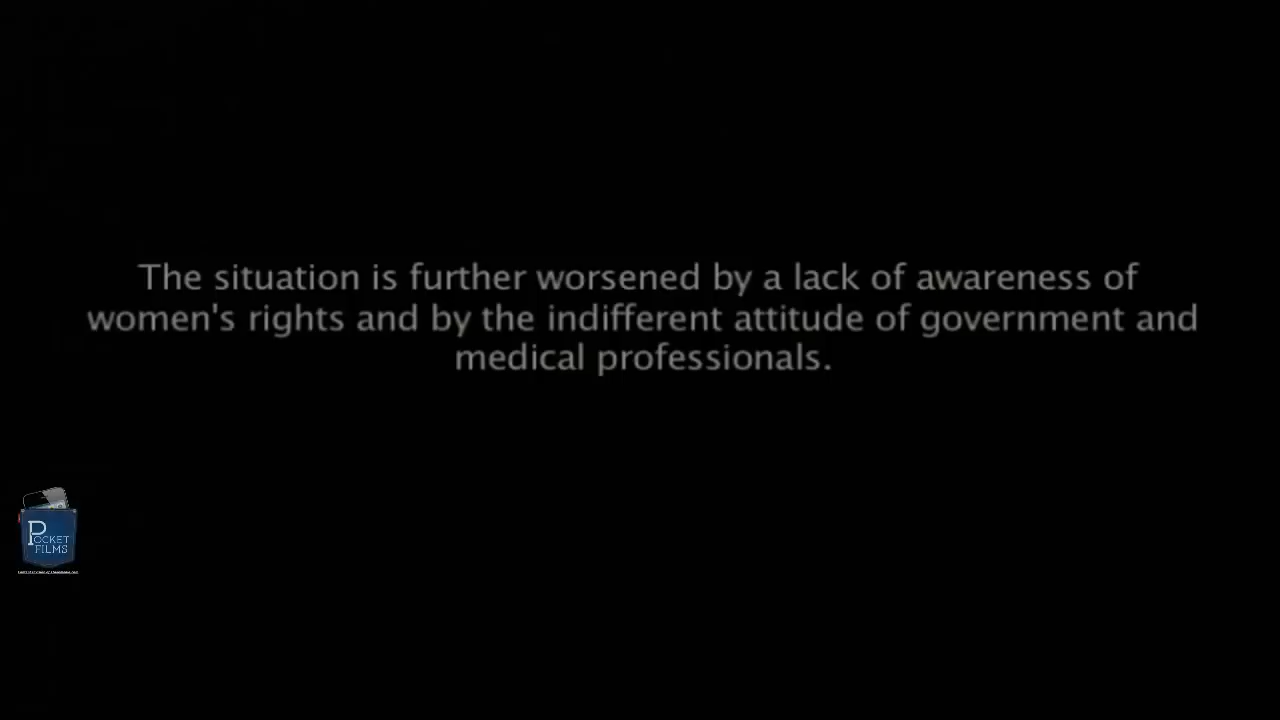 The situation is further worsened by a lack of awareness of
women's rights and by the indifferent attitude of government and
medical professionals.
POCKET
FILMS